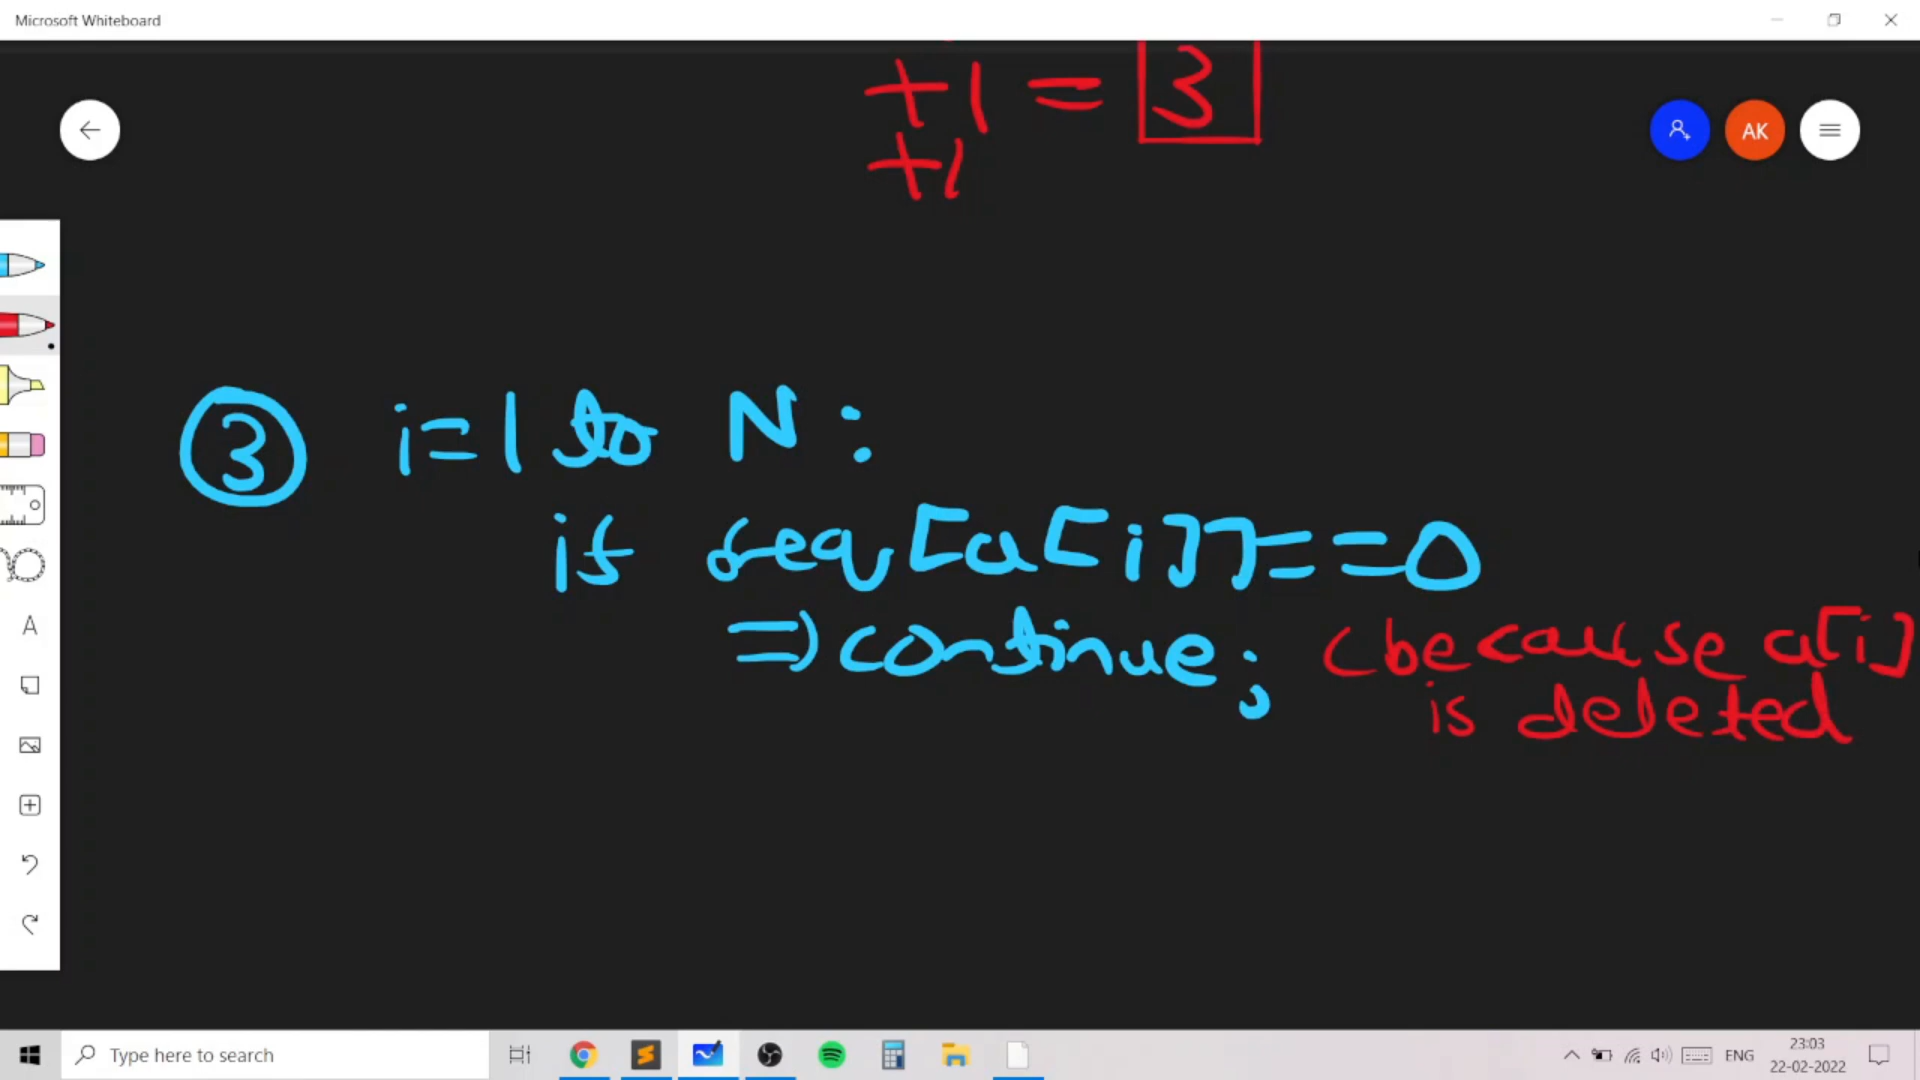 Microsoft Whiteboard
+1 = 3
+1
AK
③ i=1 to N :
if freq[a[i]]==0
=> continue; (because a[i]
is deleted
A
Type here to search
ENG
23:03
22-02-2022